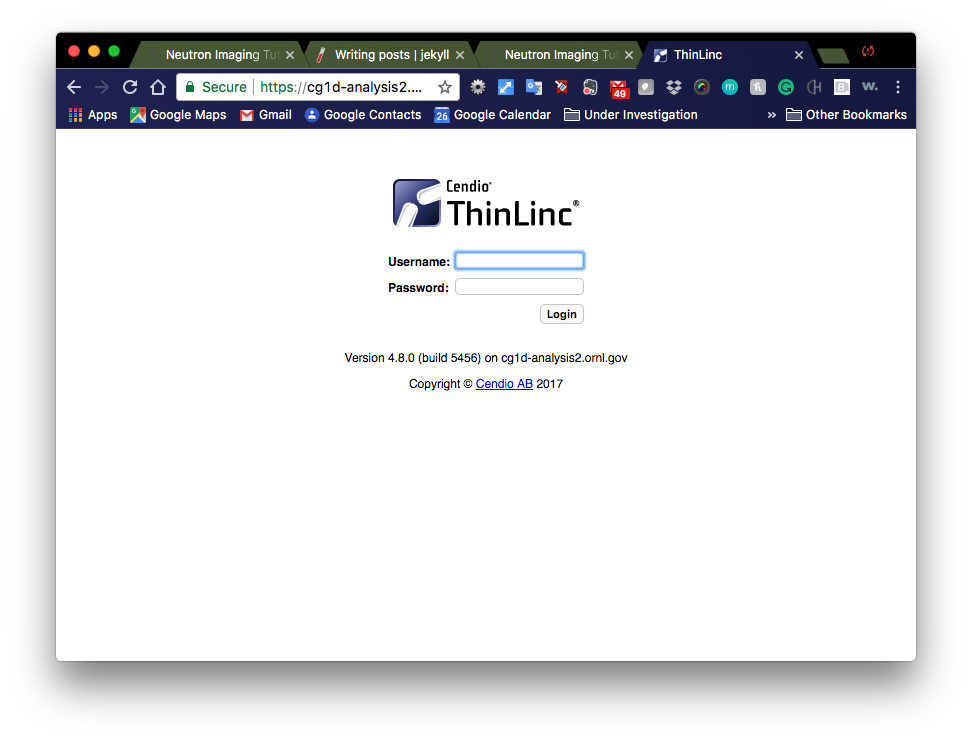 Neutron Imaging Tut
Writing posts | jekyll
Neutron Imaging Tut
ThinLinc
Secure
https://cg1d-analysis2....
49
m
B
w.
Apps
Google Maps
Gmail
Google Contacts
26
Google Calendar
Under Investigation
»
Other Bookmarks
Cendio®
ThinLinc®
Username:
Password:
Login
Version 4.8.0 (build 5456) on cg1d-analysis2.ornl.gov
Copyright © Cendio AB 2017